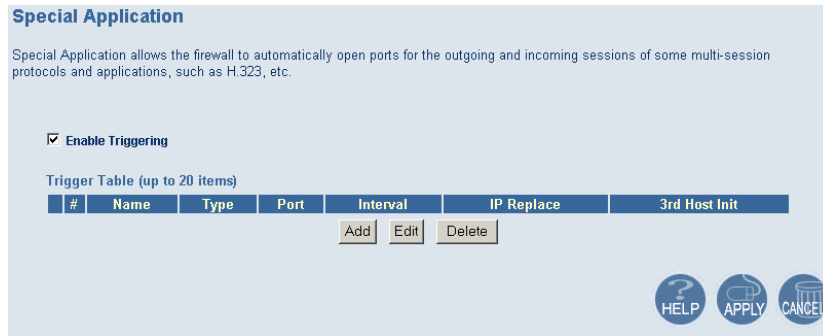 Special Application
Special Application allows the firewall to automatically open ports for the outgoing and incoming sessions of some multi-session
protocols and applications, such as H.323, etc.
Enable Triggering
Trigger Table (up to 20 items)
# Name Type Port Interval IP Replace 3rd Host Init
Add Edit Delete
HELP APPLY CANCEL